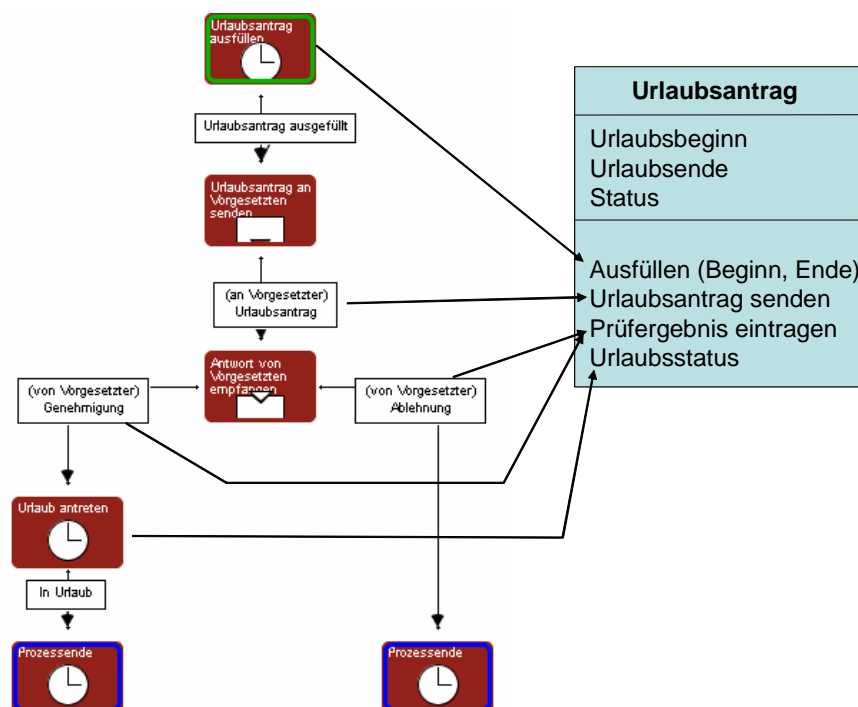 Urlaubsantrag
ausfüllen
Urlaubsantrag ausgefüllt
Urlaubsantrag an
Vorgesetzten
senden
(an Vorgesetzter)
Urlaubsantrag
Antwort von
Vorgesetzten
empfangen
(von Vorgesetzter)
Genehmigung
(von Vorgesetzter)
Ablehnung
Urlaub antreten
In Urlaub
Prozessende
Prozessende
Urlaubsantrag
Urlaubsbeginn
Urlaubsende
Status
Ausfüllen (Beginn, Ende)
Urlaubsantrag senden
Prüfergebnis eintragen
Urlaubsstatus